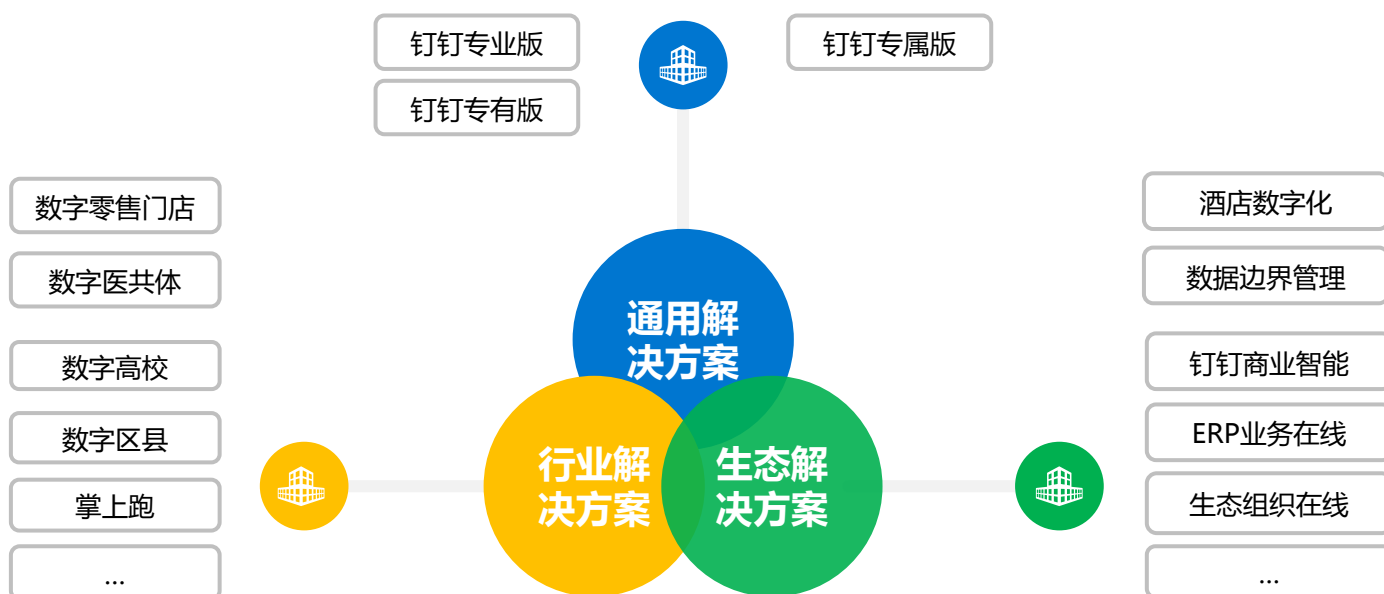 钉钉专业版
钉钉专有版
钉钉专属版
数字零售门店
数字医共体
数字高校
数字区县
掌上跑
...
通用解
决方案
行业解
决方案
生态解
决方案
酒店数字化
数据边界管理
钉钉商业智能
ERP业务在线
生态组织在线
...